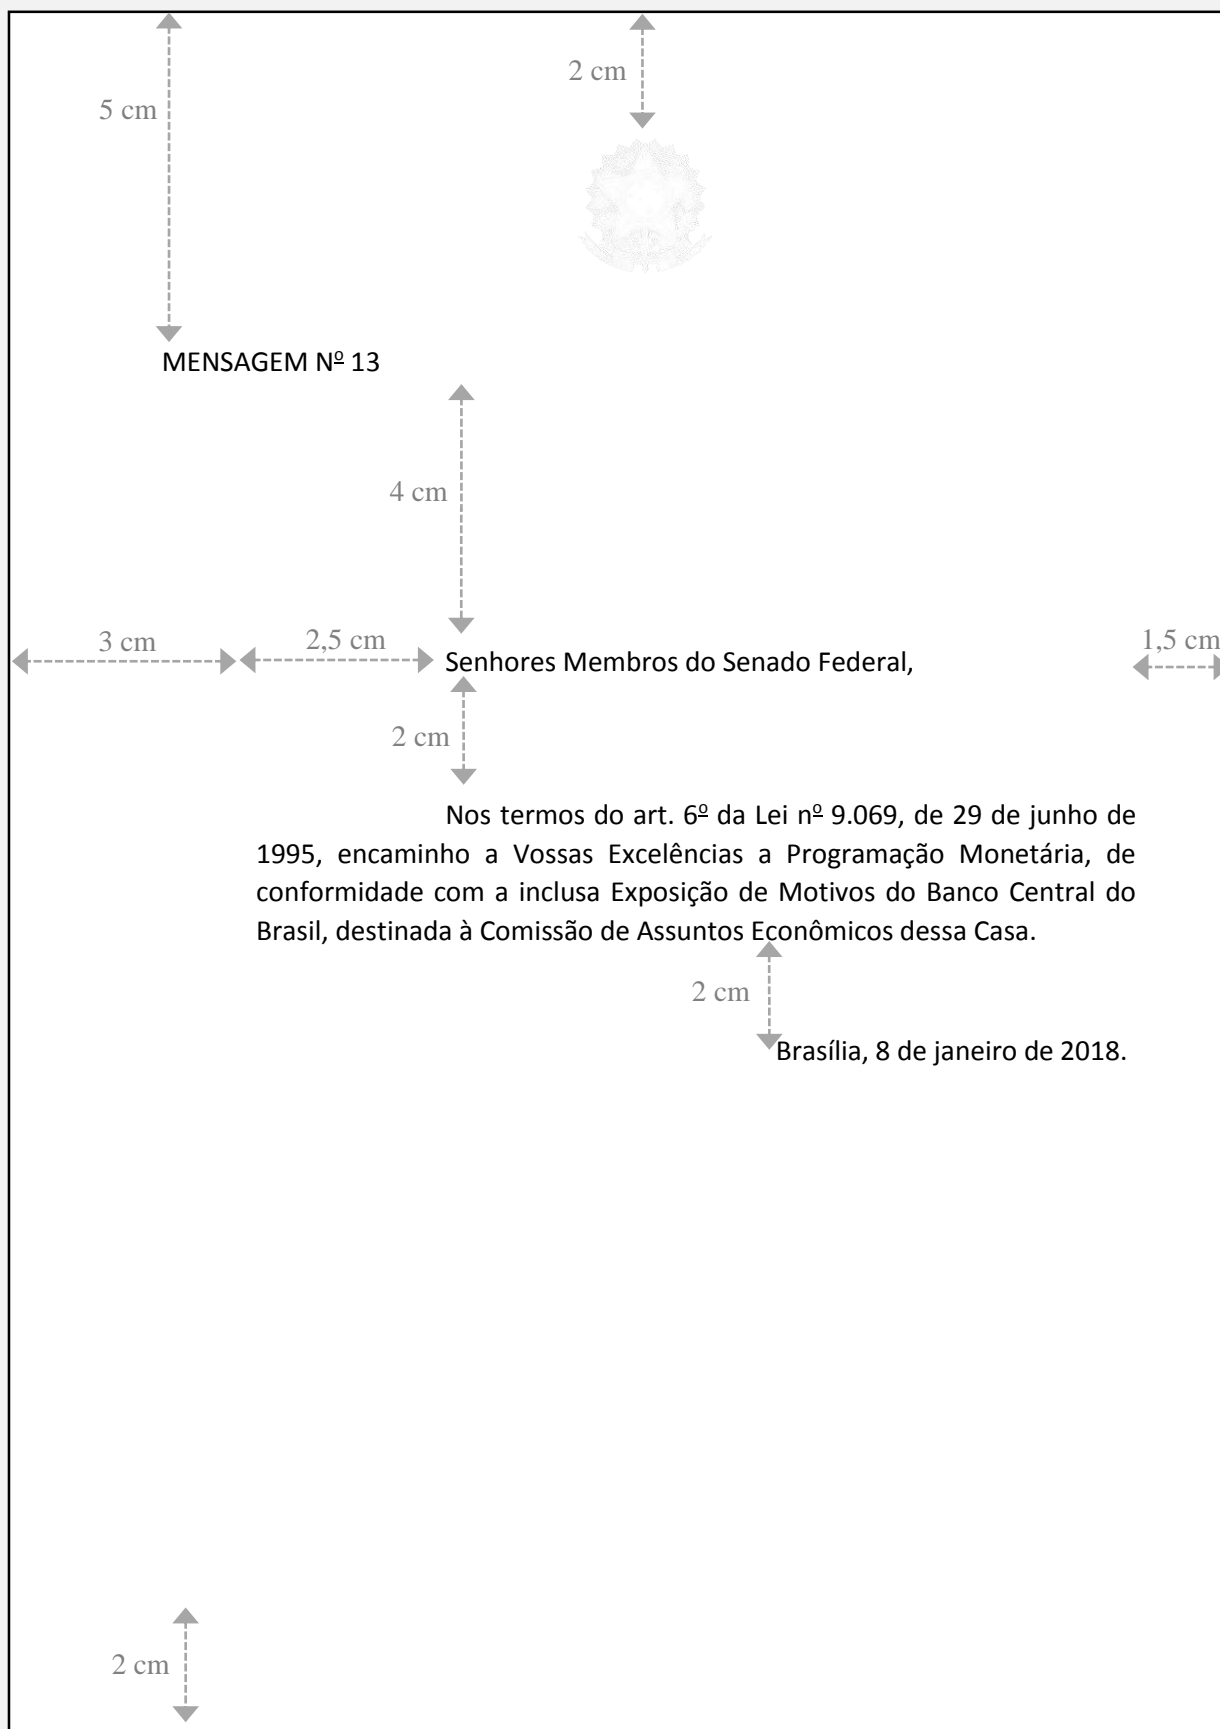 2 cm
5 cm
MENSAGEM Nº 13
4 cm
3 cm
2,5 cm
1,5 cm
Senhores Membros do Senado Federal,
2 cm
Nos termos do art. 6º da Lei nº 9.069, de 29 de junho de
1995, encaminho a Vossas Excelências a Programação Monetária, de
conformidade com a inclusa Exposição de Motivos do Banco Central do
Brasil, destinada à Comissão de Assuntos Econômicos dessa Casa.
2 cm
Brasília, 8 de janeiro de 2018.
2 cm